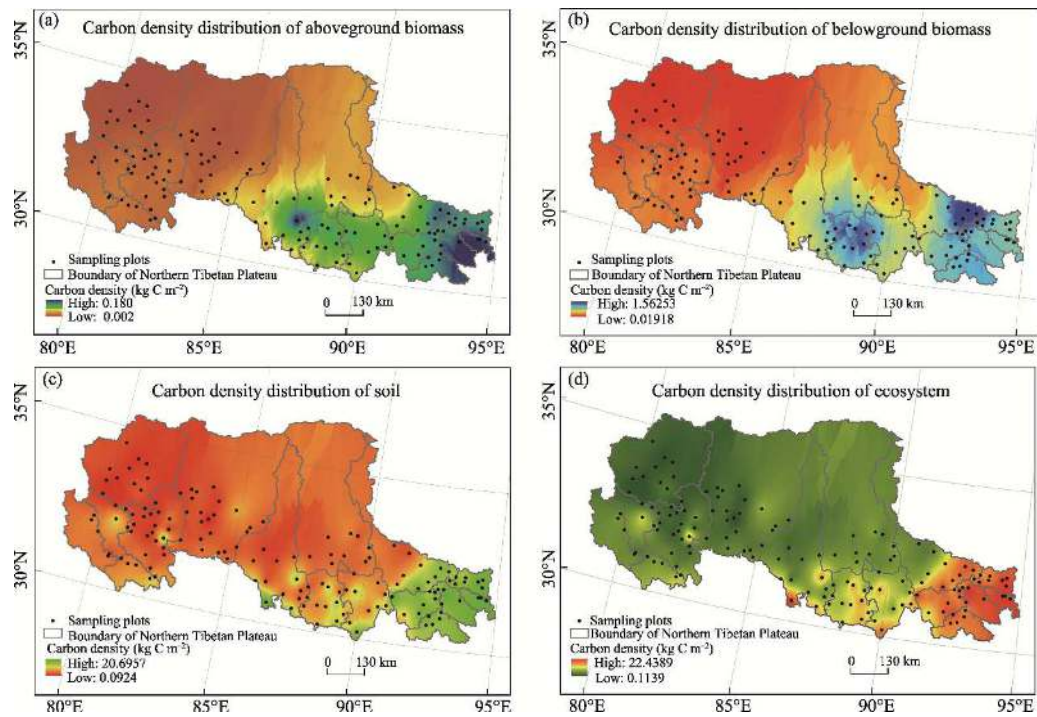 (a)
Carbon density distribution of aboveground biomass
35°N
30°N
Sampling plots
Boundary of Northern Tibetan Plateau
Carbon density (kg C m⁻²)
High: 0.180
Low: 0.002
0 130 km
80°E 85°E 90°E 95°E
(b)
Carbon density distribution of belowground biomass
35°N
30°N
Sampling plots
Boundary of Northern Tibetan Plateau
Carbon density (kg C m⁻²)
High: 1.56253
Low: 0.01918
0 130 km
80°E 85°E 90°E 95°E
(c)
Carbon density distribution of soil
35°N
30°N
Sampling plots
Boundary of Northern Tibetan Plateau
Carbon density (kg C m⁻²)
High: 20.6957
Low: 0.0924
0 130 km
80°E 85°E 90°E 95°E
(d)
Carbon density distribution of ecosystem
35°N
30°N
Sampling plots
Boundary of Northern Tibetan Plateau
Carbon density (kg C m⁻²)
High: 22.4389
Low: 0.1139
0 130 km
80°E 85°E 90°E 95°E